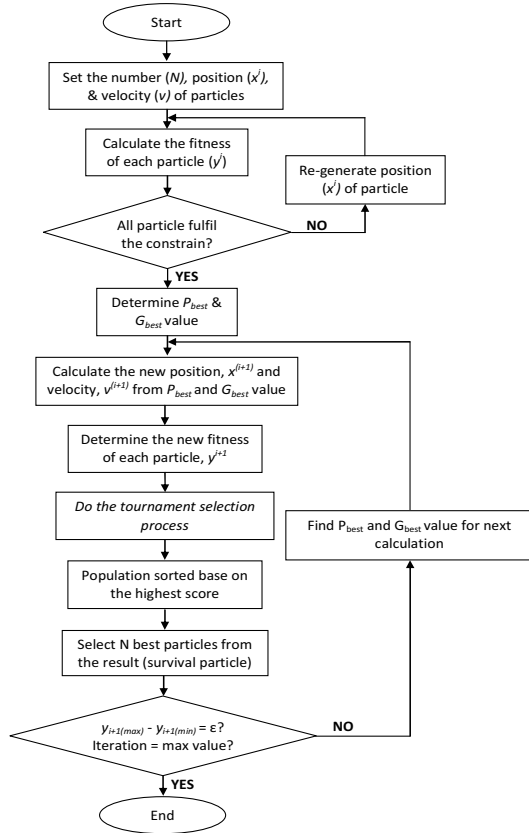 Start
Set the number (N), position (xⁱ),
& velocity (v) of particles
Calculate the fitness
of each particle (yⁱ)
Re-generate position
(xⁱ) of particle
All particle fulfil
the constrain?
NO
YES
Determine P_best &
G_best value
Calculate the new position, x⁽ⁱ⁺¹⁾ and
velocity, v⁽ⁱ⁺¹⁾ from P_best and G_best value
Determine the new fitness
of each particle, yⁱ⁺¹
Do the tournament selection
process
Find P_best and G_best value for next
calculation
Population sorted base on
the highest score
Select N best particles from
the result (survival particle)
y_i+1(max) - y_i+1(min) = ε?
Iteration = max value?
NO
YES
End